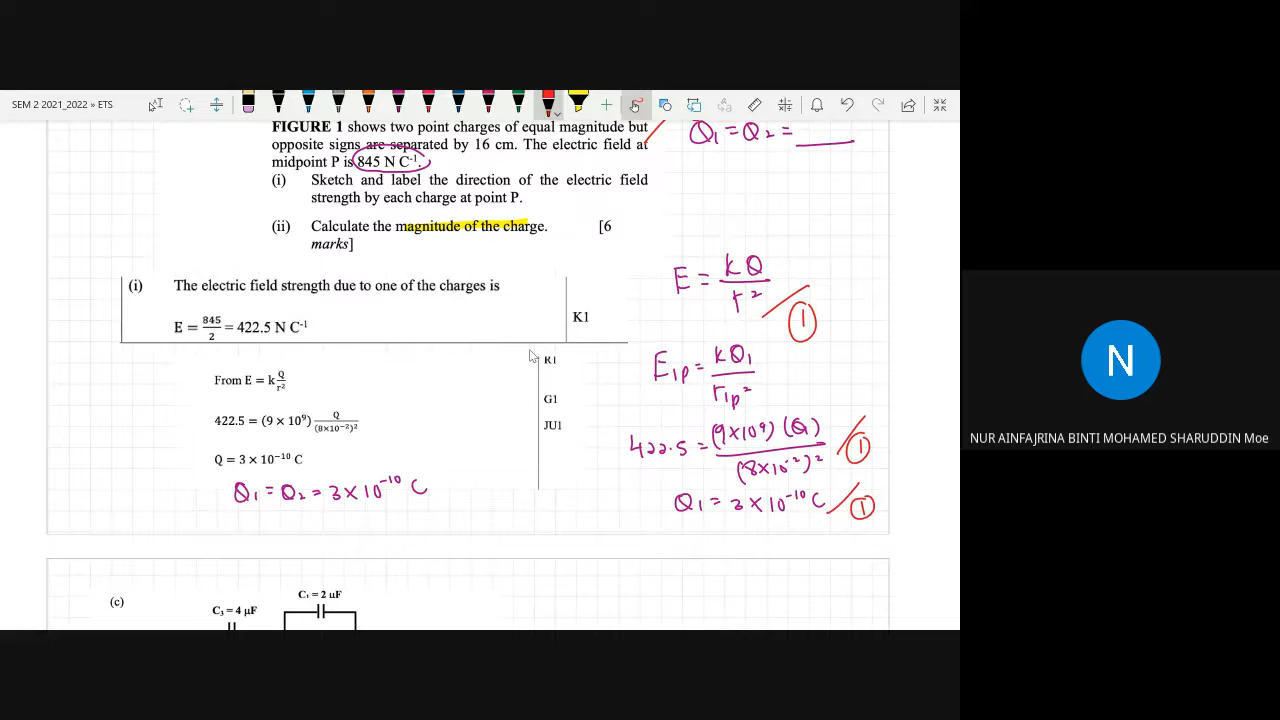 SEM 2 2021_2022 » ETS
FIGURE 1 shows two point charges of equal magnitude but
opposite signs are separated by 16 cm. The electric field at
midpoint P is 845 N C⁻¹.
(i) Sketch and label the direction of the electric field
strength by each charge at point P.
(ii) Calculate the magnitude of the charge. [6
marks]
Q₁ = Q₂ = ____
(i) The electric field strength due to one of the charges is
E = 845/2 = 422.5 N C⁻¹
K1
From E = k Q/r²
R1
422.5 = (9 × 10⁹) Q/(8×10⁻²)²
G1
JU1
Q = 3 × 10⁻¹⁰ C
Q₁ = Q₂ = 3 × 10⁻¹⁰ C
E = kQ/r²
1
E₁ₚ = kQ₁/r₁ₚ²
422.5 = (9×10⁹)(Q)/(8×10⁻²)²
1
Q₁ = 3 × 10⁻¹⁰ C
1
(c)
C₁ = 2 µF
C₃ = 4 µF
N
NUR AINFAJRINA BINTI MOHAMED SHARUDDIN Moe